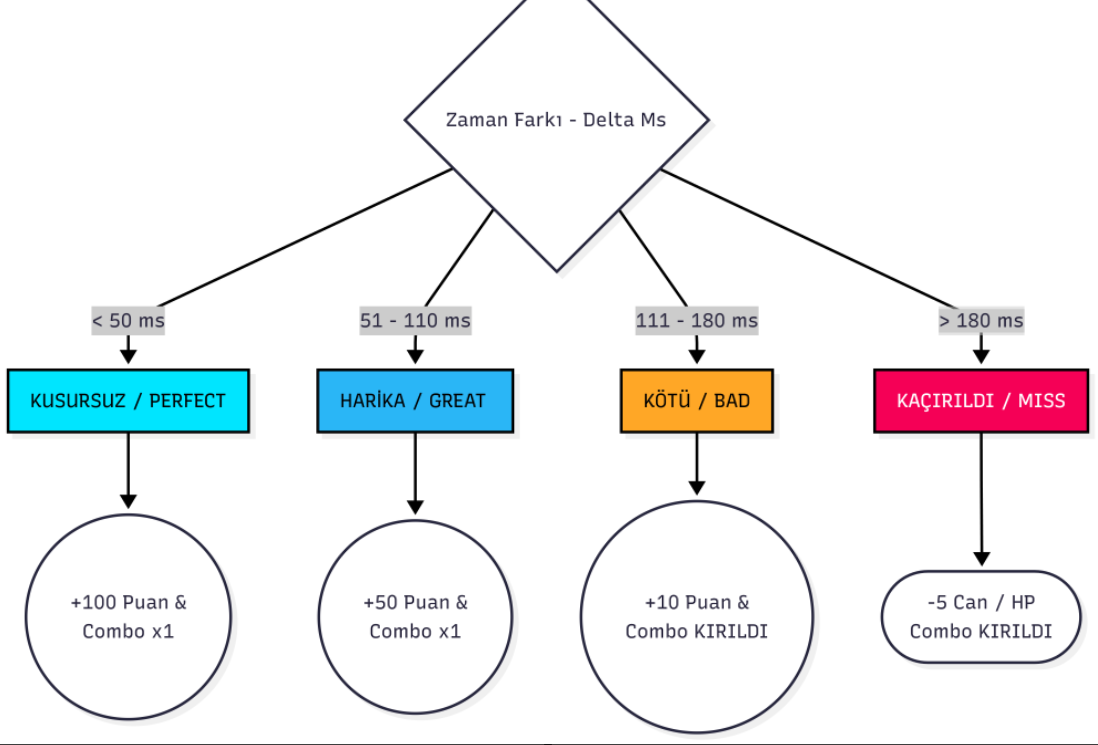 Zaman Farkı - Delta Ms
< 50 ms
51 - 110 ms
111 - 180 ms
> 180 ms
KUSURSUZ / PERFECT
HARİKA / GREAT
KÖTÜ / BAD
KAÇIRILDI / MISS
+100 Puan &
Combo x1
+50 Puan &
Combo x1
+10 Puan &
Combo KIRILDI
-5 Can / HP
Combo KIRILDI